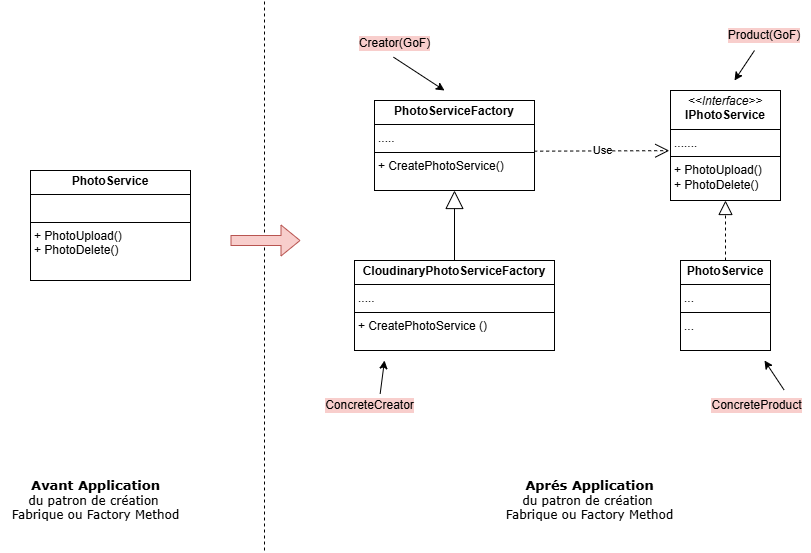 PhotoService
+ PhotoUpload()
+ PhotoDelete()
Avant Application
du patron de création
Fabrique ou Factory Method
Creator(GoF)
PhotoServiceFactory
.....
+ CreatePhotoService()
Use
Product(GoF)
<<Interface>>
IPhotoService
.......
+ PhotoUpload()
+ PhotoDelete()
CloudinaryPhotoServiceFactory
.....
+ CreatePhotoService ()
PhotoService
...
...
ConcreteCreator
ConcreteProduct
Aprés Application
du patron de création
Fabrique ou Factory Method